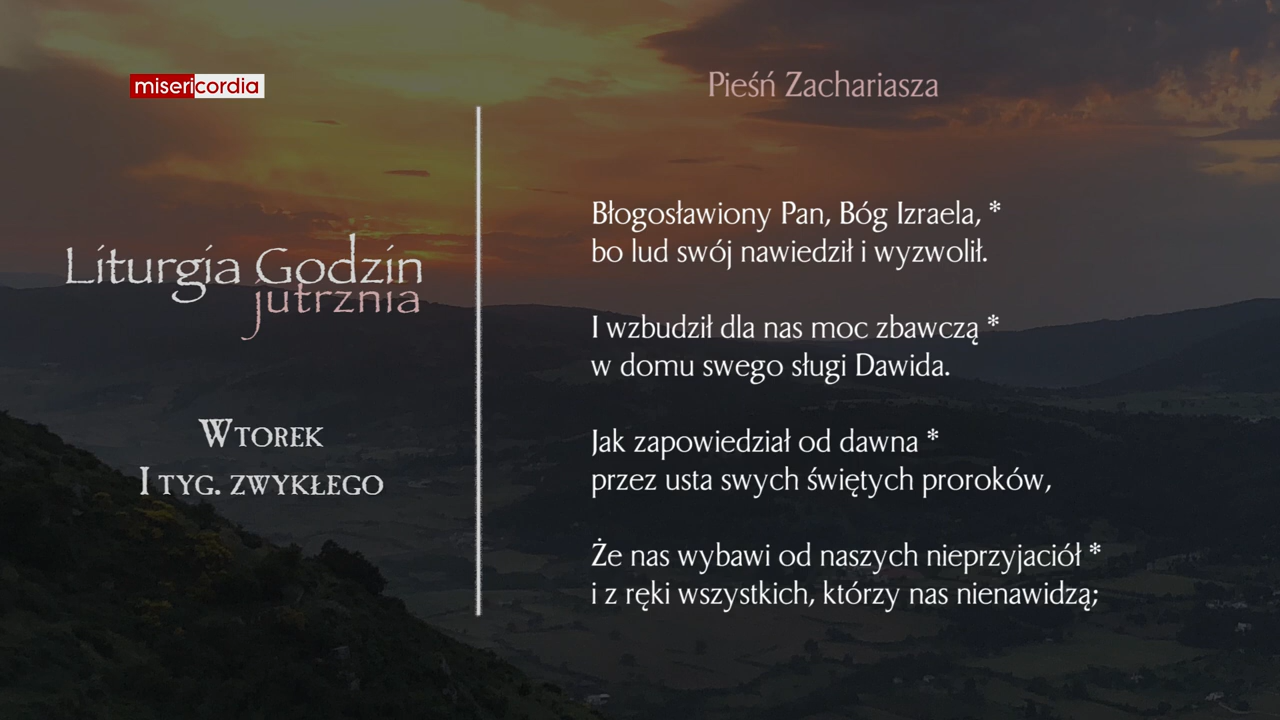 misericordia
Liturgia Godzin
jutrznia
Wtorek
I tyg. zwykłego
Pieśń Zachariasza
Błogosławiony Pan, Bóg Izraela, *
bo lud swój nawiedził i wyzwolił.
I wzbudził dla nas moc zbawczą *
w domu swego sługi Dawida.
Jak zapowiedział od dawna *
przez usta swych świętych proroków,
Że nas wybawi od naszych nieprzyjaciół *
i z ręki wszystkich, którzy nas nienawidzą;